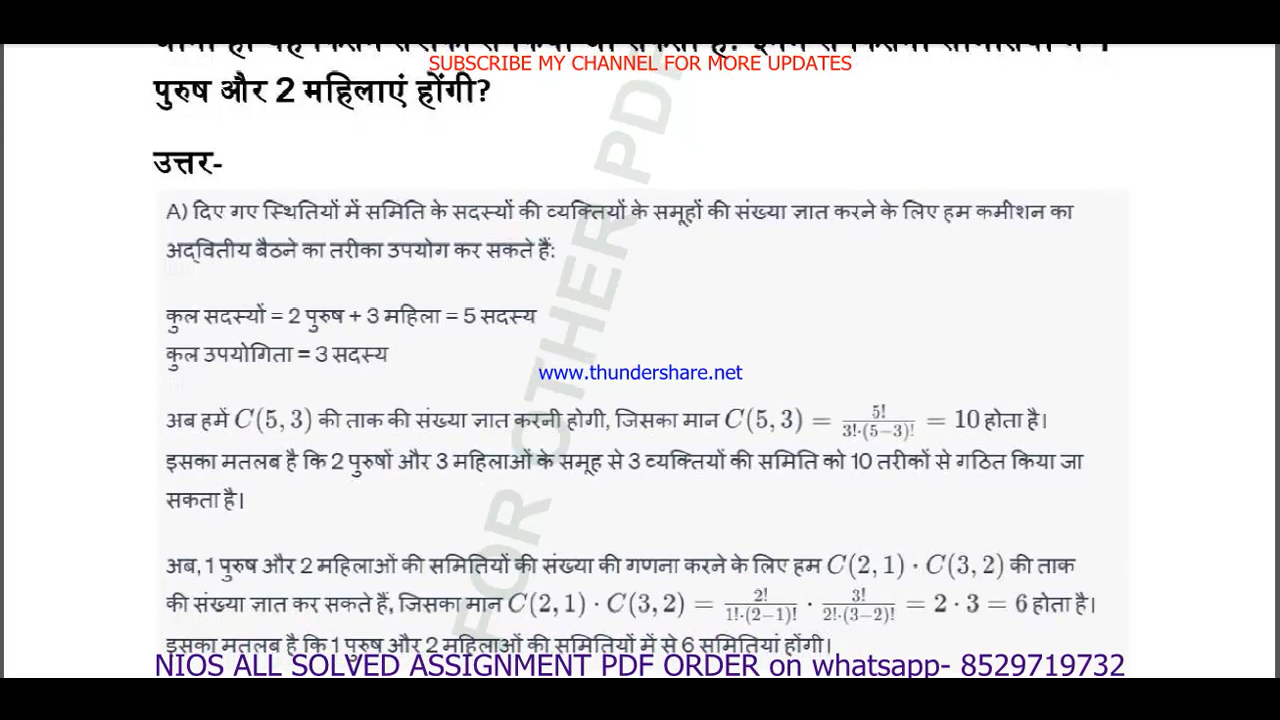 SUBSCRIBE MY CHANNEL FOR MORE UPDATES
पुरुष और 2 महिलाएं होंगी?
उत्तर-
A) दिए गए स्थितियों में समिति के सदस्यों की व्यक्तियों के समूहों की संख्या ज्ञात करने के लिए हम कमीशन का
अद्वितीय बैठने का तरीका उपयोग कर सकते हैं:
कुल सदस्यों = 2 पुरुष + 3 महिला = 5 सदस्य
कुल उपयोगिता = 3 सदस्य
www.thundershare.net
अब हमें C(5, 3) की ताक की संख्या ज्ञात करनी होगी, जिसका मान C(5, 3) = 5!/3!·(5−3)! = 10 होता है।
इसका मतलब है कि 2 पुरुषों और 3 महिलाओं के समूह से 3 व्यक्तियों की समिति को 10 तरीकों से गठित किया जा
सकता है।
अब, 1 पुरुष और 2 महिलाओं की समितियों की संख्या की गणना करने के लिए हम C(2, 1) · C(3, 2) की ताक
की संख्या ज्ञात कर सकते हैं, जिसका मान C(2, 1) · C(3, 2) = 2!/1!·(2−1)! · 3!/2!·(3−2)! = 2 · 3 = 6 होता है।
इसका मतलब है कि 1 पुरुष और 2 महिलाओं की समितियों में से 6 समितियां होंगी।
NIOS ALL SOLVED ASSIGNMENT PDF ORDER on whatsapp- 8529719732
FOR OTHER PDF